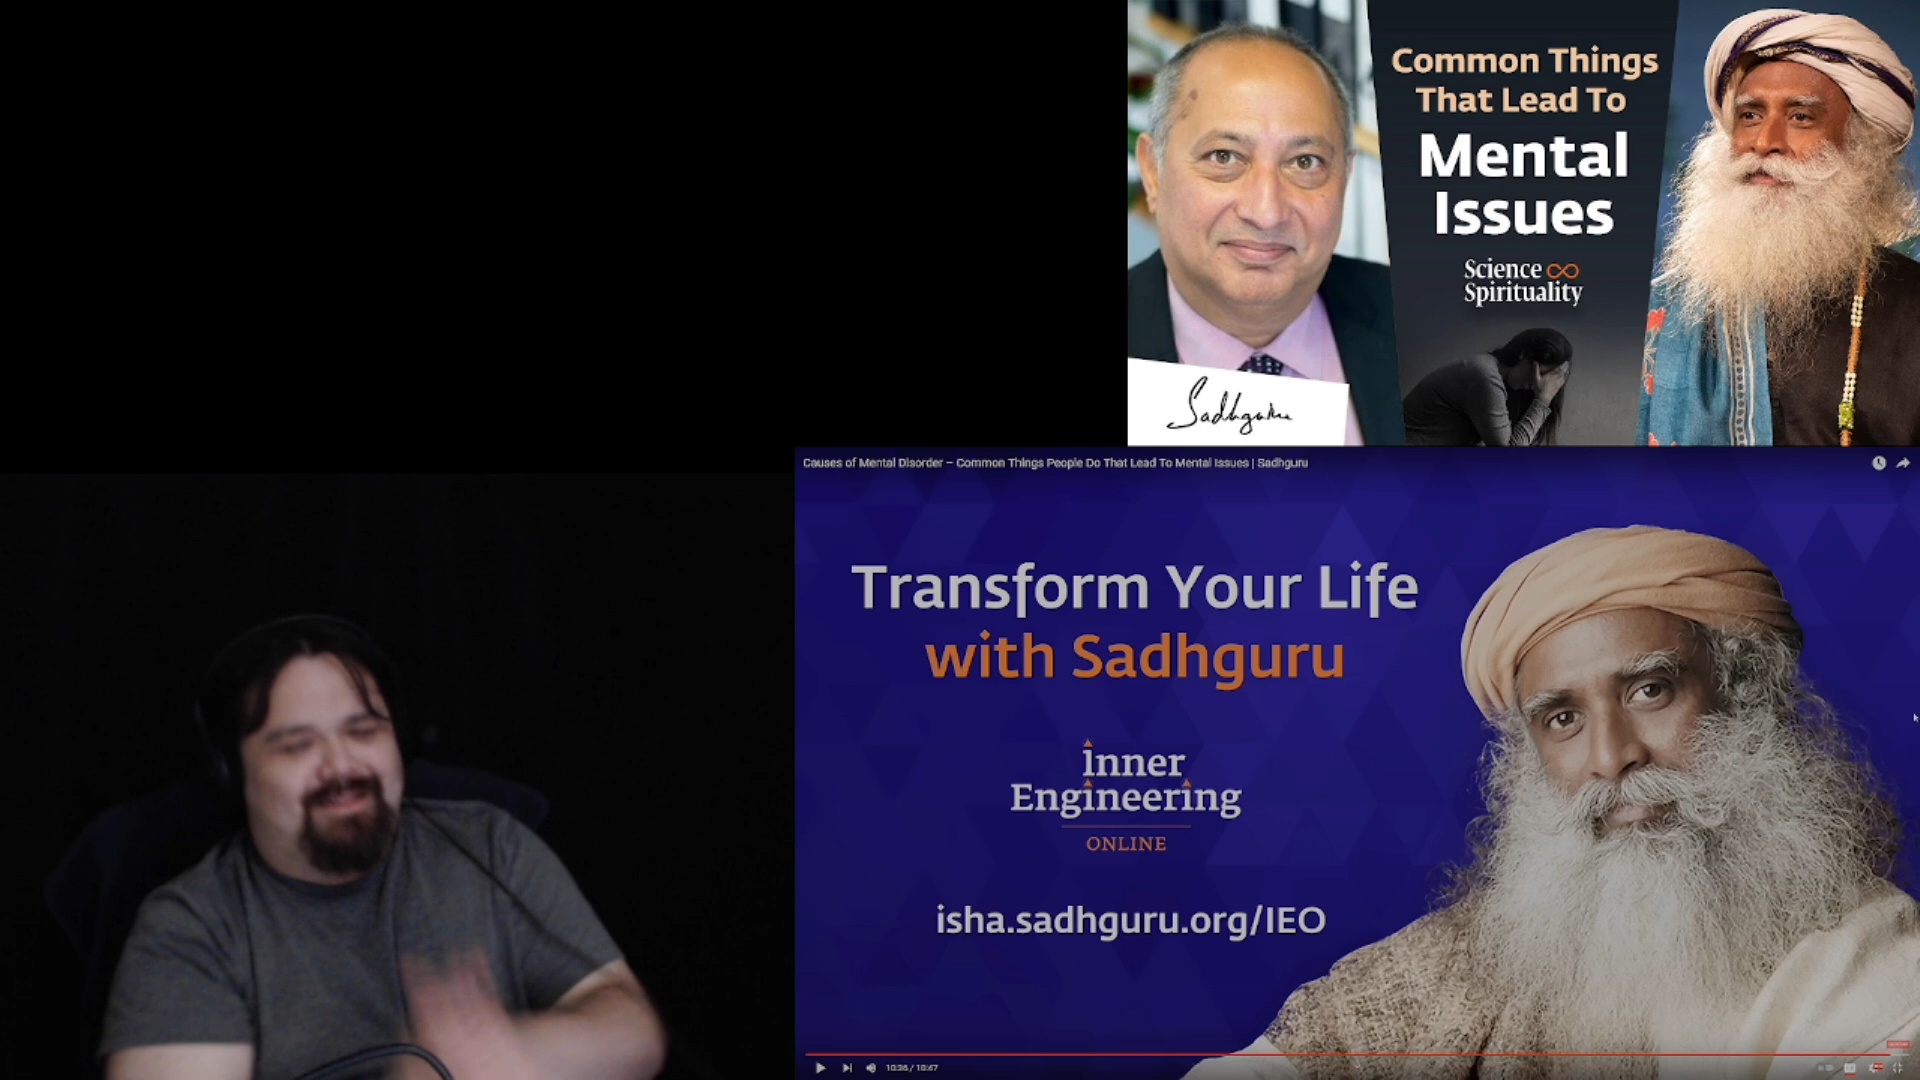 Common Things
That Lead To
Mental
Issues
Science
Spirituality
Sadhguru
Causes of Mental Disorder – Common Things People Do That Lead To Mental Issues | Sadhguru
Transform Your Life
with Sadhguru
inner
Engineering
ONLINE
isha.sadhguru.org/IEO
10:36 / 10:47